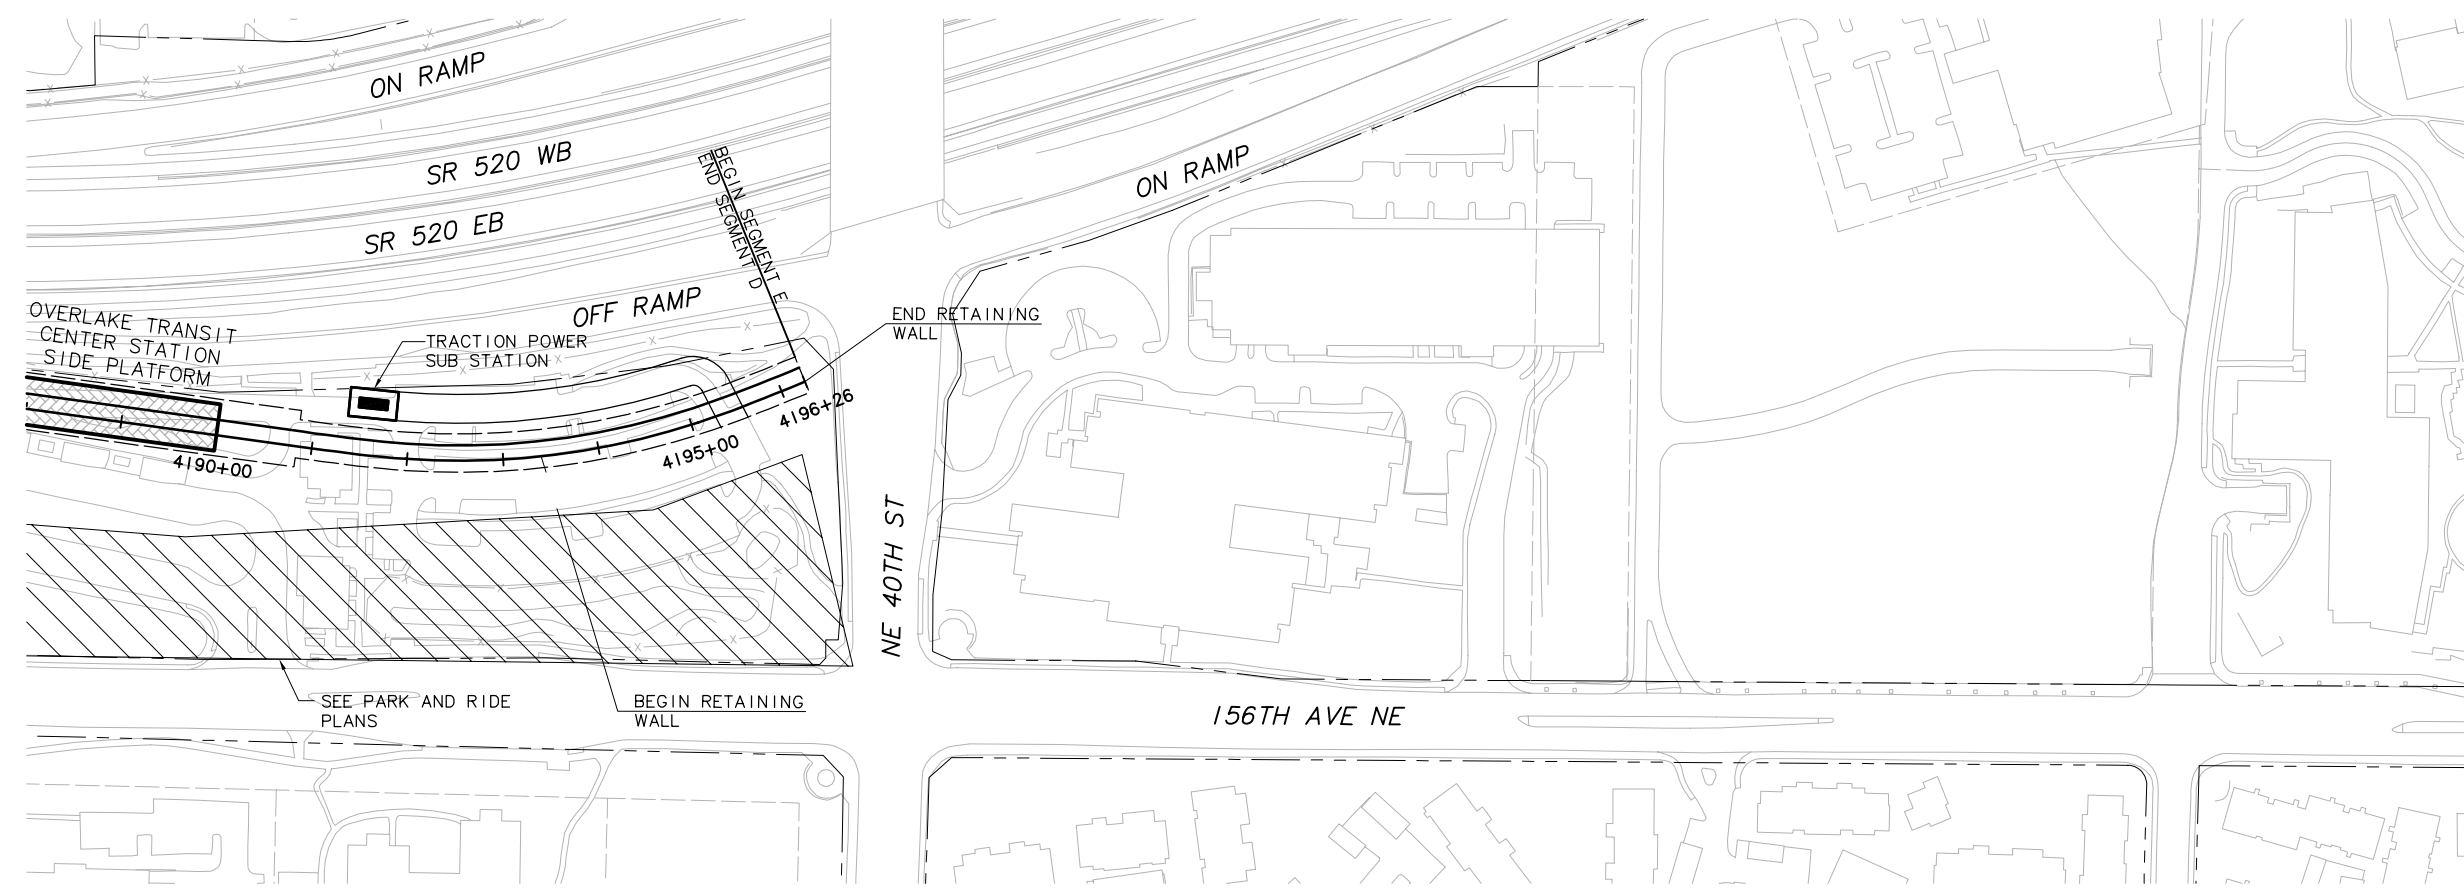 ON RAMP
SR 520 WB
SR 520 EB
OFF RAMP
BEGIN SEGMENT E
END SEGMENT D
ON RAMP
OVERLAKE TRANSIT
CENTER STATION
SIDE PLATFORM
TRACTION POWER
SUB STATION
END RETAINING
WALL
4190+00
4195+00
4196+26
NE 40TH ST
SEE PARK AND RIDE
PLANS
BEGIN RETAINING
WALL
156TH AVE NE